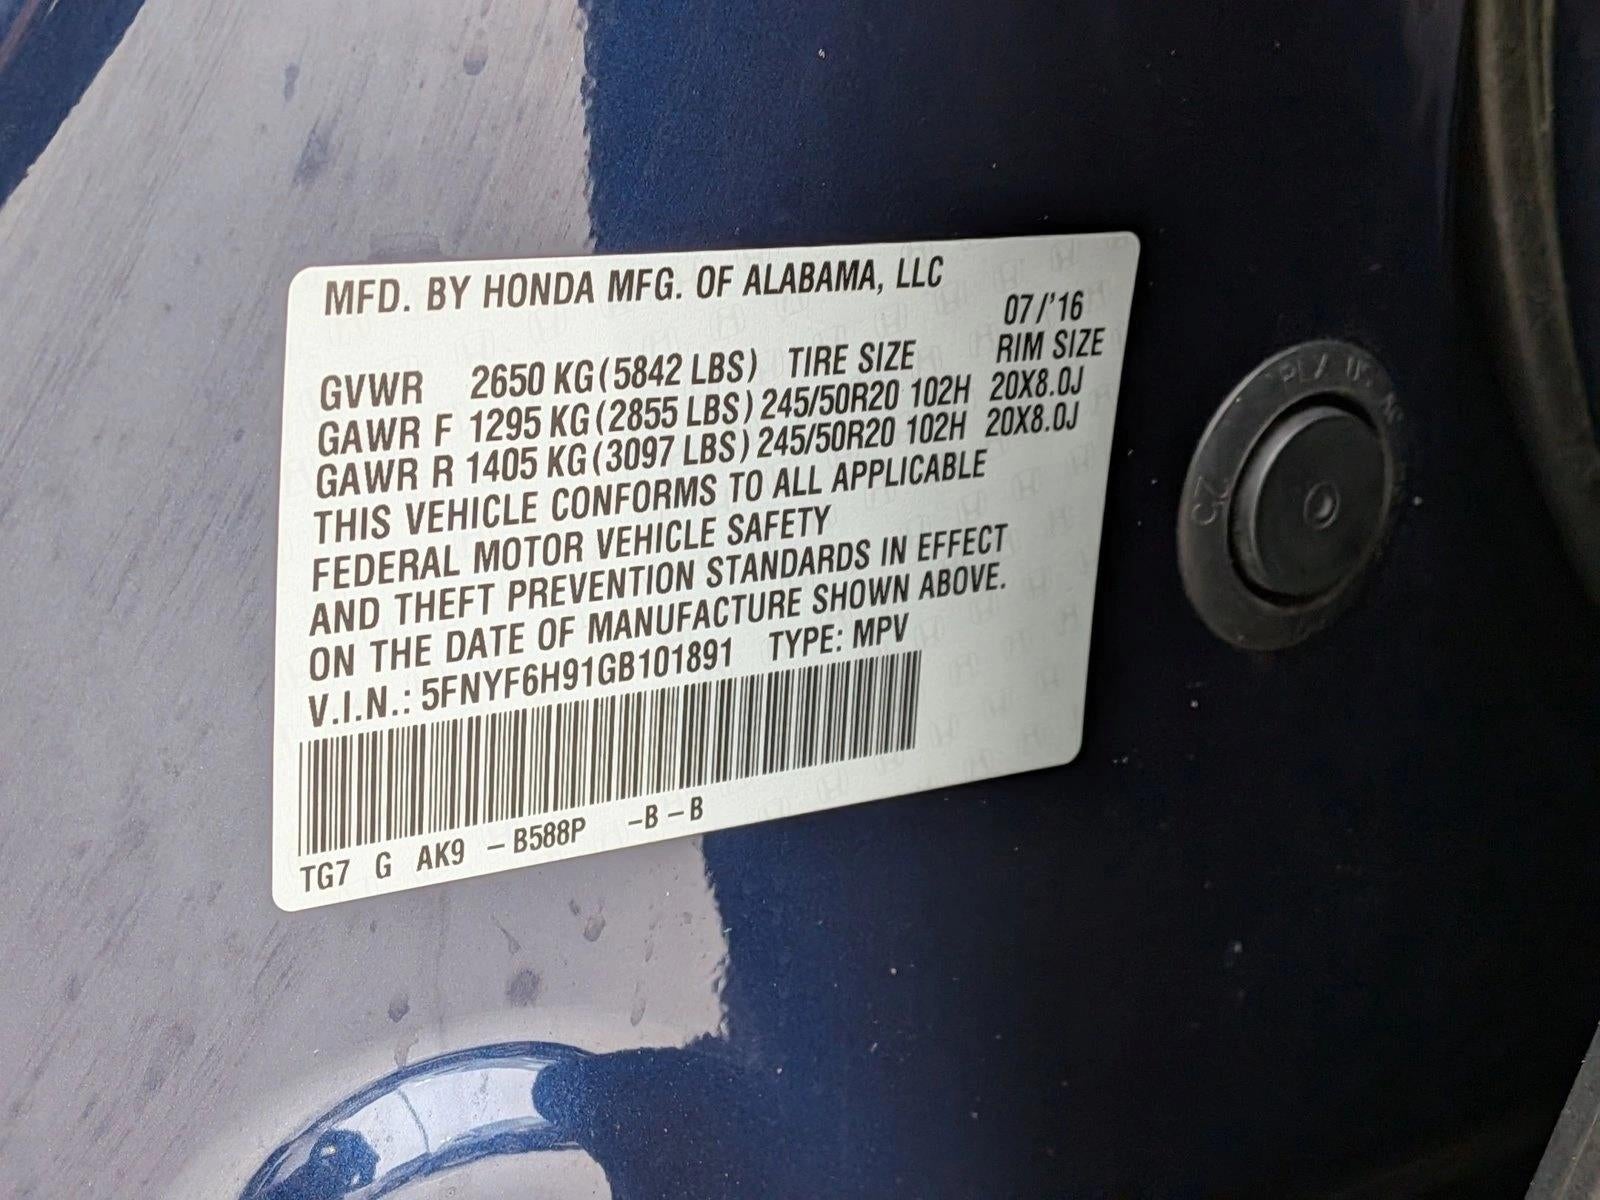 MFD. BY HONDA MFG. OF ALABAMA, LLC
07/'16
GVWR 2650 KG (5842 LBS) TIRE SIZE RIM SIZE
GAWR F 1295 KG (2855 LBS) 245/50R20 102H 20X8.0J
GAWR R 1405 KG (3097 LBS) 245/50R20 102H 20X8.0J
THIS VEHICLE CONFORMS TO ALL APPLICABLE
FEDERAL MOTOR VEHICLE SAFETY
AND THEFT PREVENTION STANDARDS IN EFFECT
ON THE DATE OF MANUFACTURE SHOWN ABOVE.
V.I.N.: 5FNYF6H91GB101891 TYPE: MPV
TG7 G AK9 -B588P -B-B
25